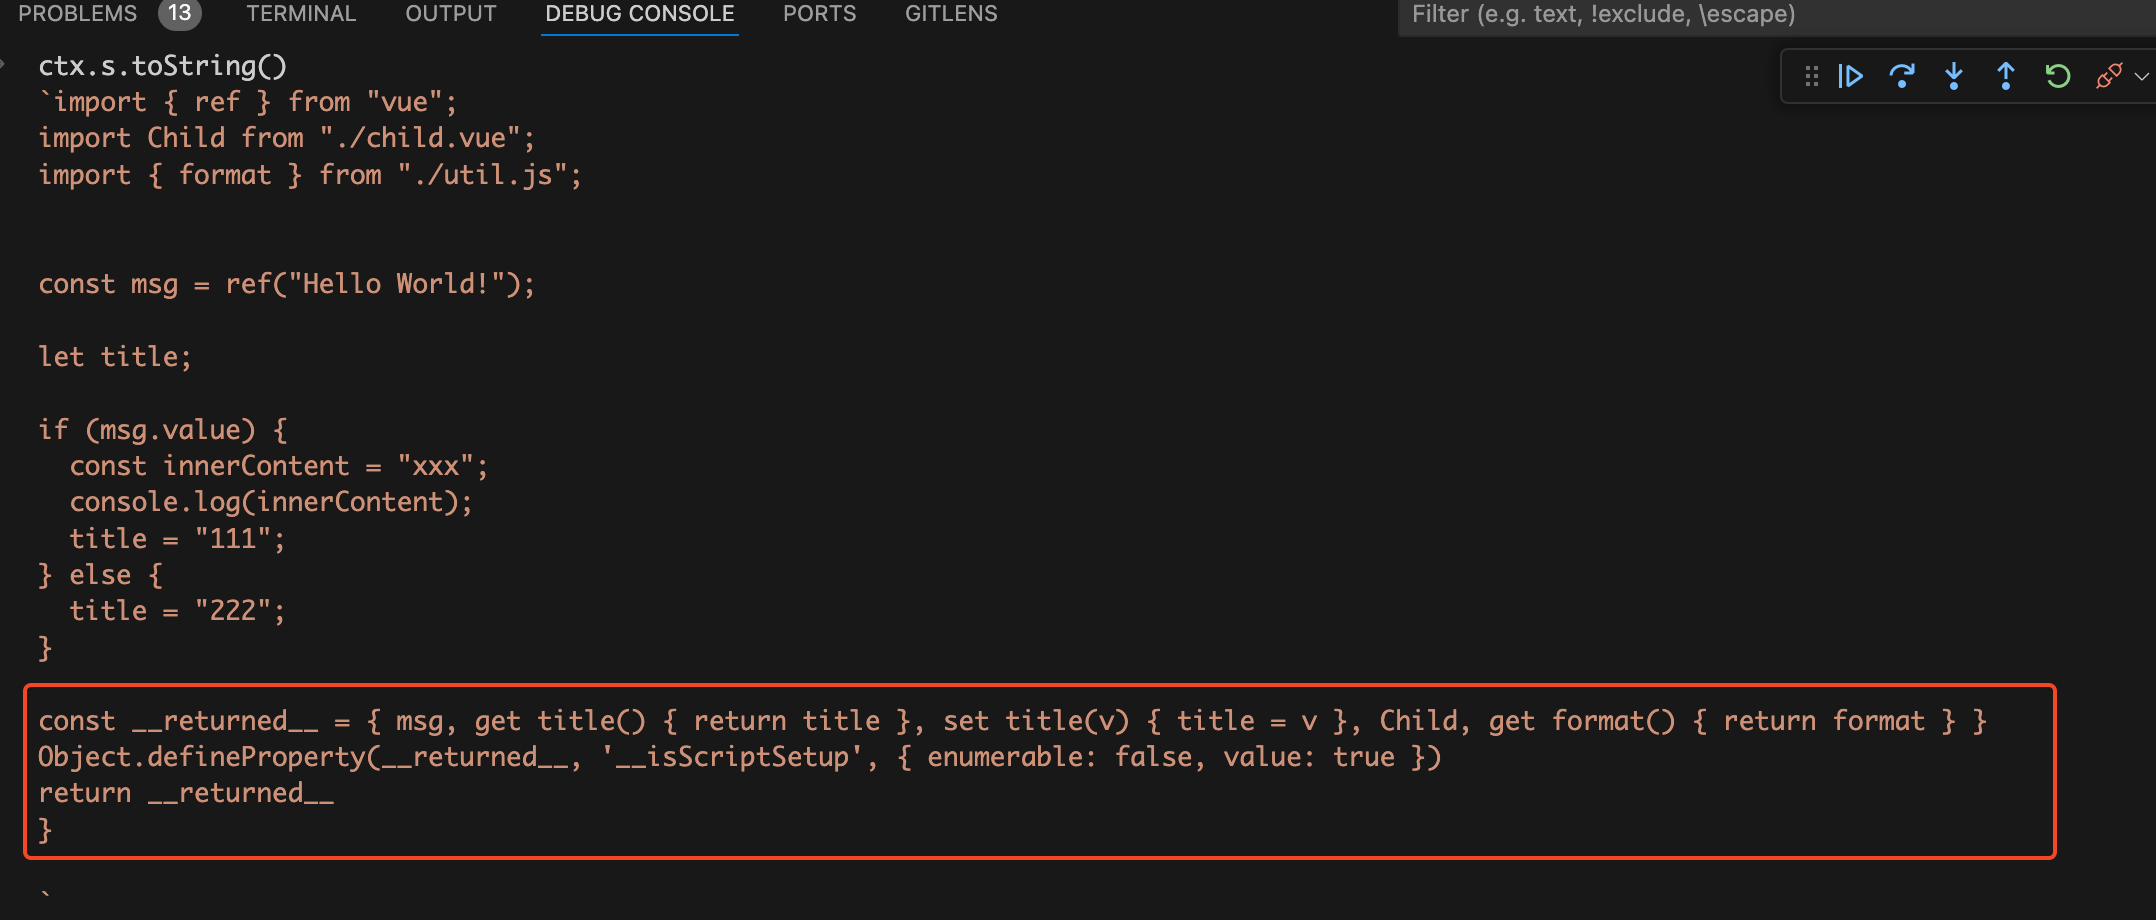 PROBLEMS 13 TERMINAL OUTPUT DEBUG CONSOLE PORTS GITLENS Filter (e.g. text, !exclude, \escape)
ctx.s.toString()
`import { ref } from "vue";
import Child from "./child.vue";
import { format } from "./util.js";
const msg = ref("Hello World!");
let title;
if (msg.value) {
  const innerContent = "xxx";
  console.log(innerContent);
  title = "111";
} else {
  title = "222";
}
const __returned__ = { msg, get title() { return title }, set title(v) { title = v }, Child, get format() { return format } }
Object.defineProperty(__returned__, '__isScriptSetup', { enumerable: false, value: true })
return __returned__
}
`